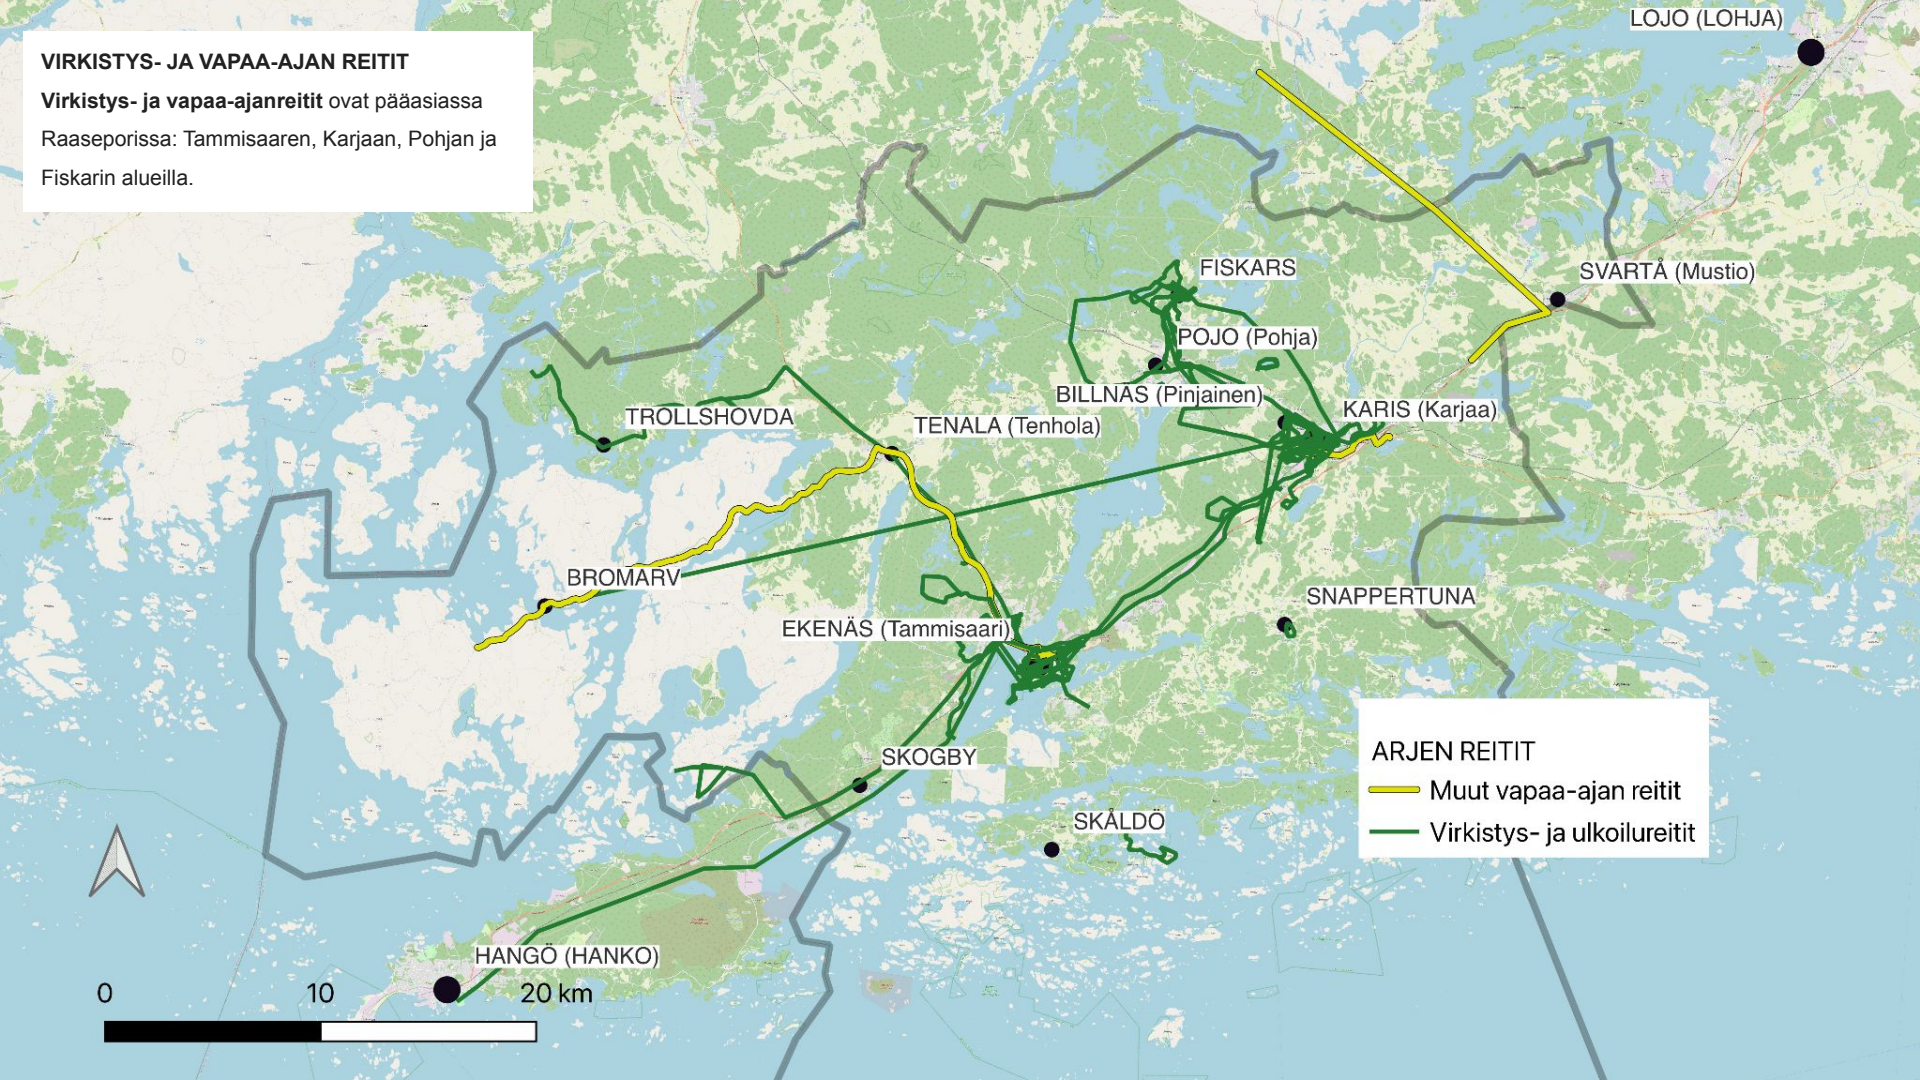 VIRKISTYS- JA VAPAA-AJAN REITIT
Virkistys- ja vapaa-ajanreitit ovat pääasiassa
Raaseporissa: Tammisaaren, Karjaan, Pohjan ja
Fiskarin alueilla.
LOJO (LOHJA)
FISKARS
SVARTÅ (Mustio)
POJO (Pohja)
BILLNÄS (Pinjainen)
KARIS (Karjaa)
TROLLSHOVDA
TENALA (Tenhola)
BROMARV
SNAPPERTUNA
EKENÄS (Tammisaari)
SKOGBY
SKÅLDÖ
HANGÖ (HANKO)
ARJEN REITIT
Muut vapaa-ajan reitit
Virkistys- ja ulkoilureitit
0 10 20 km